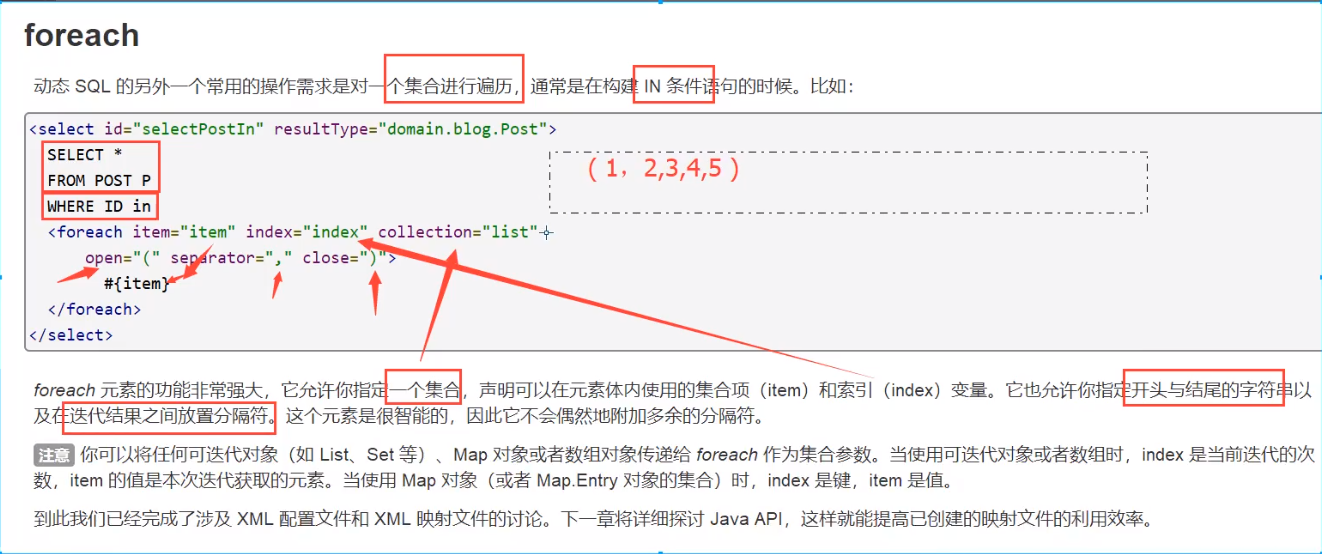 foreach
动态 SQL 的另外一个常用的操作需求是对一个集合进行遍历，通常是在构建 IN 条件语句的时候。比如：
<select id="selectPostIn" resultType="domain.blog.Post">
SELECT *
FROM POST P
WHERE ID in
（ 1， 2,3,4,5 ）
<foreach item="item" index="index" collection="list"
open="(" separator="," close=")">
#{item}
</foreach>
</select>
foreach 元素的功能非常强大，它允许你指定一个集合，声明可以在元素体内使用的集合项（item）和索引（index）变量。它也允许你指定开头与结尾的字符串以
及在迭代结果之间放置分隔符。这个元素是很智能的，因此它不会偶然地附加多余的分隔符。
注意 你可以将任何可迭代对象（如 List、Set 等）、Map 对象或者数组对象传递给 foreach 作为集合参数。当使用可迭代对象或者数组时，index 是当前迭代的次
数，item 的值是本次迭代获取的元素。当使用 Map 对象（或者 Map.Entry 对象的集合）时，index 是键，item 是值。
到此我们已经完成了涉及 XML 配置文件和 XML 映射文件的讨论。下一章将详细探讨 Java API，这样就能提高已创建的映射文件的利用效率。